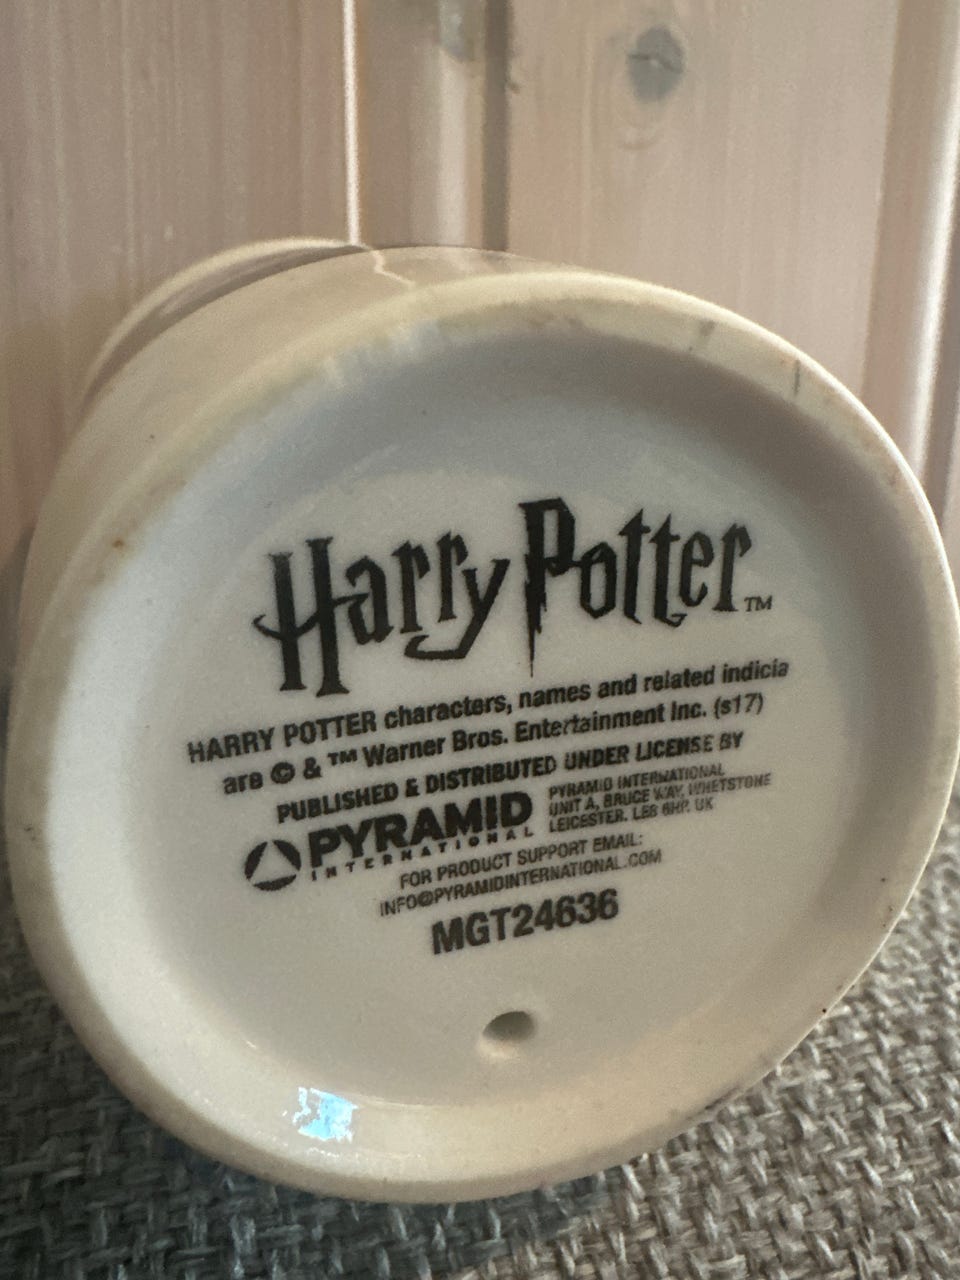 Harry Potter™
HARRY POTTER characters, names and related indicia
are © & ™ Warner Bros. Entertainment Inc. (s17)
PUBLISHED & DISTRIBUTED UNDER LICENSE BY
PYRAMID
INTERNATIONAL
PYRAMID INTERNATIONAL
UNIT A, BRUCE WAY, WHETSTONE
LEICESTER. LE8 6HP. UK
FOR PRODUCT SUPPORT EMAIL:
INFO@PYRAMIDINTERNATIONAL.COM
MGT24636